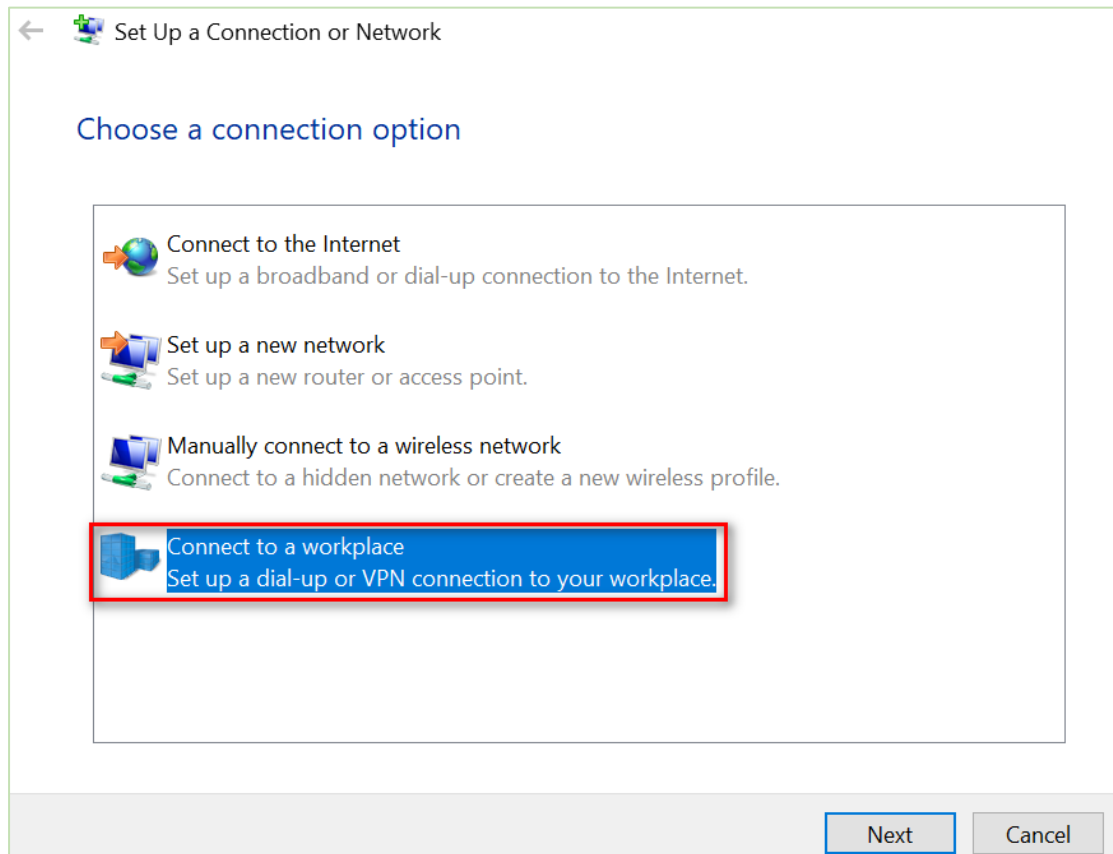 Set Up a Connection or Network
Choose a connection option
Connect to the Internet
Set up a broadband or dial-up connection to the Internet.
Set up a new network
Set up a new router or access point.
Manually connect to a wireless network
Connect to a hidden network or create a new wireless profile.
Connect to a workplace
Set up a dial-up or VPN connection to your workplace.
Next
Cancel